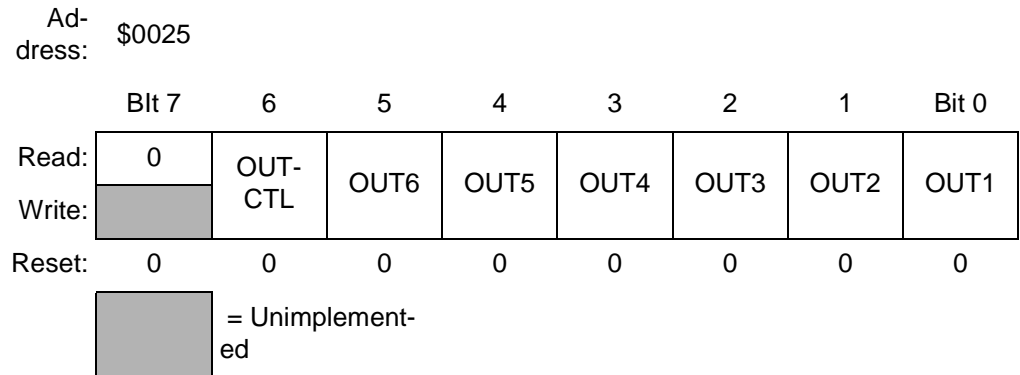 Ad-
dress: $0025
BIt 7 6 5 4 3 2 1 Bit 0
Read: 0 OUT-
CTL OUT6 OUT5 OUT4 OUT3 OUT2 OUT1
Write:
Reset: 0 0 0 0 0 0 0 0
= Unimplement-
ed